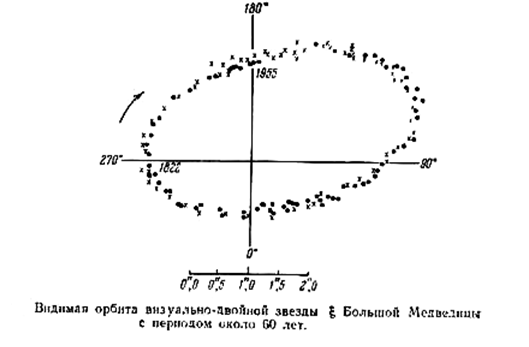 180°
1955
270°
1822
90°
0°
0",0 0",5 1",0 1",5 2",0
Видимая орбита визуально-двойной звезды ξ Большой Медведицы
с периодом около 60 лет.